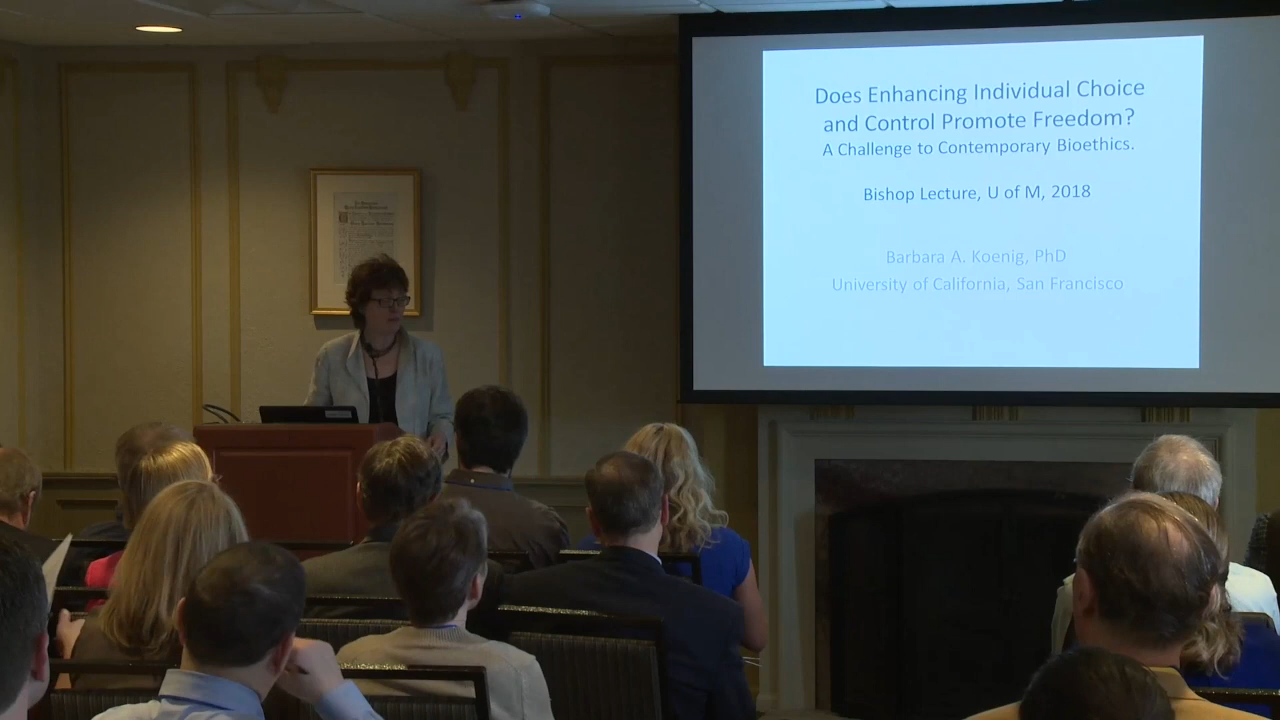 Does Enhancing Individual Choice
and Control Promote Freedom?
A Challenge to Contemporary Bioethics.
Bishop Lecture, U of M, 2018
Barbara A. Koenig, PhD
University of California, San Francisco